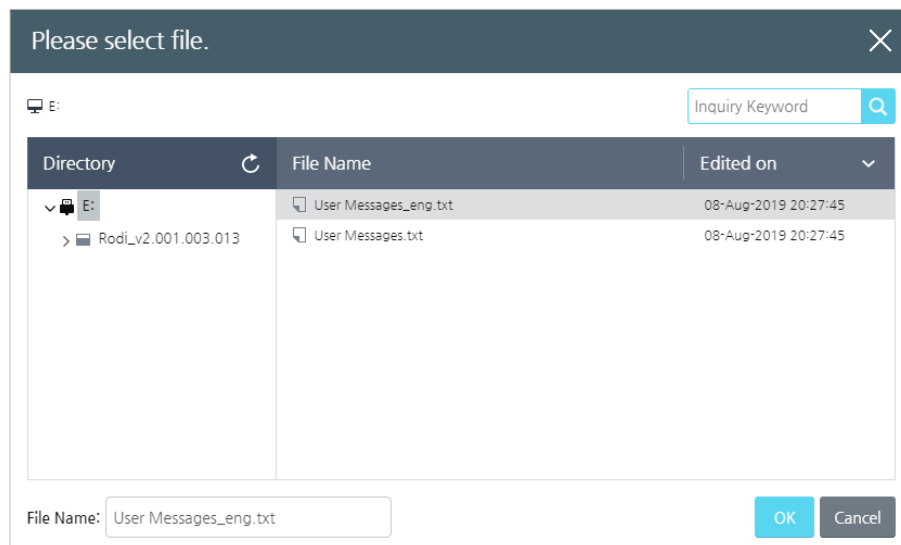 Please select file.
E:
Inquiry Keyword
Directory
File Name
Edited on
E:
User Messages_eng.txt
08-Aug-2019 20:27:45
Rodi_v2.001.003.013
User Messages.txt
08-Aug-2019 20:27:45
File Name:
User Messages_eng.txt
OK
Cancel